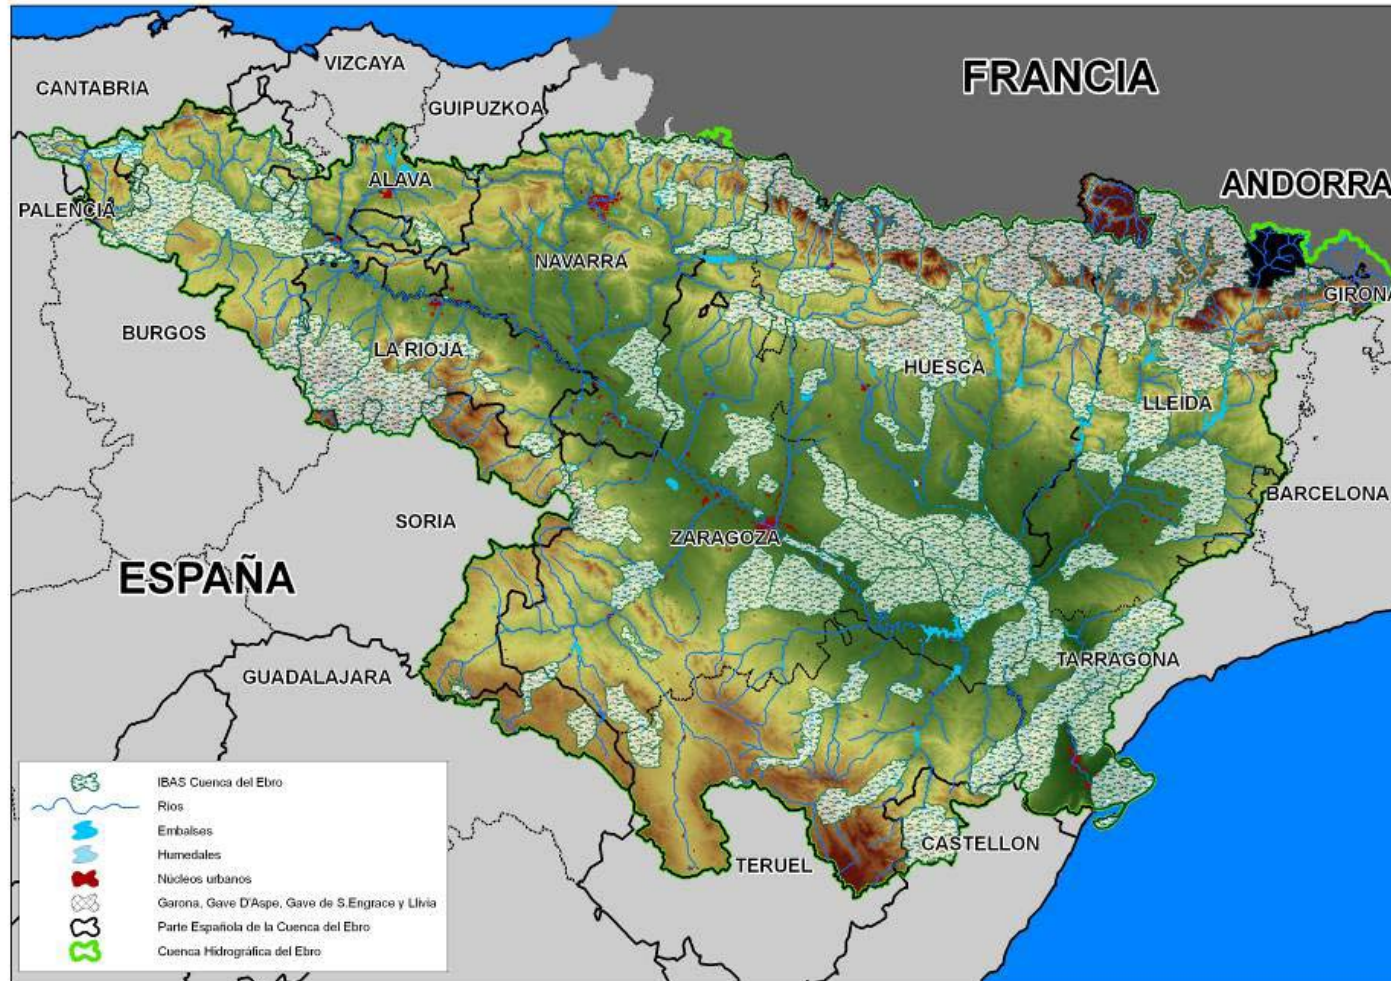 FRANCIA
VIZCAYA
CANTABRIA
GUIPUZKOA
ALAVA
ANDORRA
PALENCIA
NAVARRA
GIRONA
BURGOS
LA RIOJA
HUESCA
LLEIDA
BARCELONA
SORIA
ZARAGOZA
ESPAÑA
TARRAGONA
GUADALAJARA
CASTELLON
TERUEL
IBAS Cuenca del Ebro
Rios
Embalses
Humedales
Núcleos urbanos
Garona, Gave D'Aspe, Gave de S.Engrace y Llivia
Parte Española de la Cuenca del Ebro
Cuenca Hidrográfica del Ebro